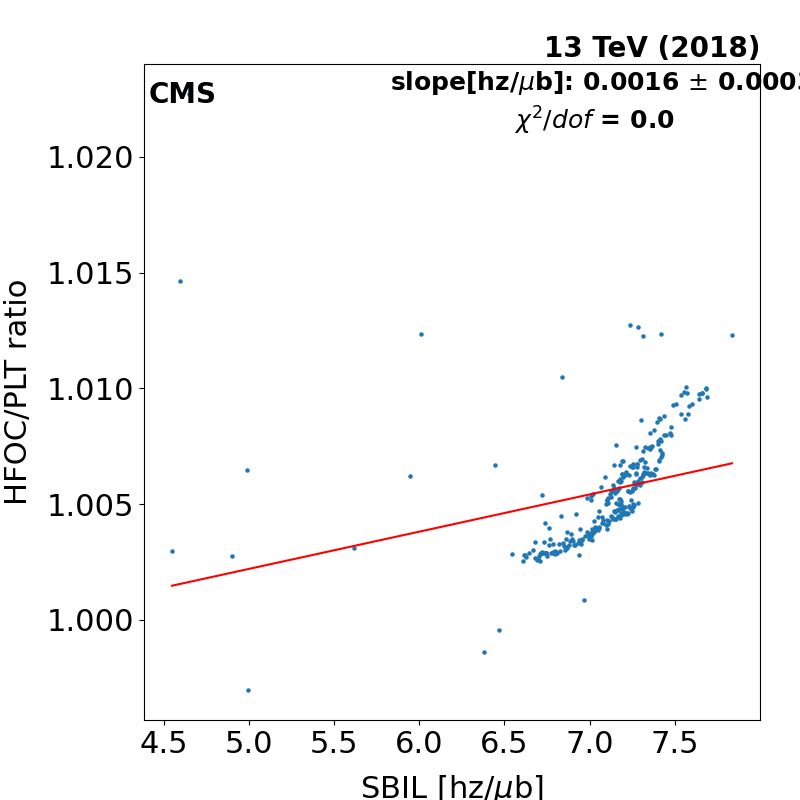 13 TeV (2018)
CMS
slope[hz/μb]: 0.0016 ± 0.0003
χ²/dof = 0.0
1.020
1.015
1.010
1.005
1.000
HFOC/PLT ratio
4.5 5.0 5.5 6.0 6.5 7.0 7.5
SBIL [hz/μb]